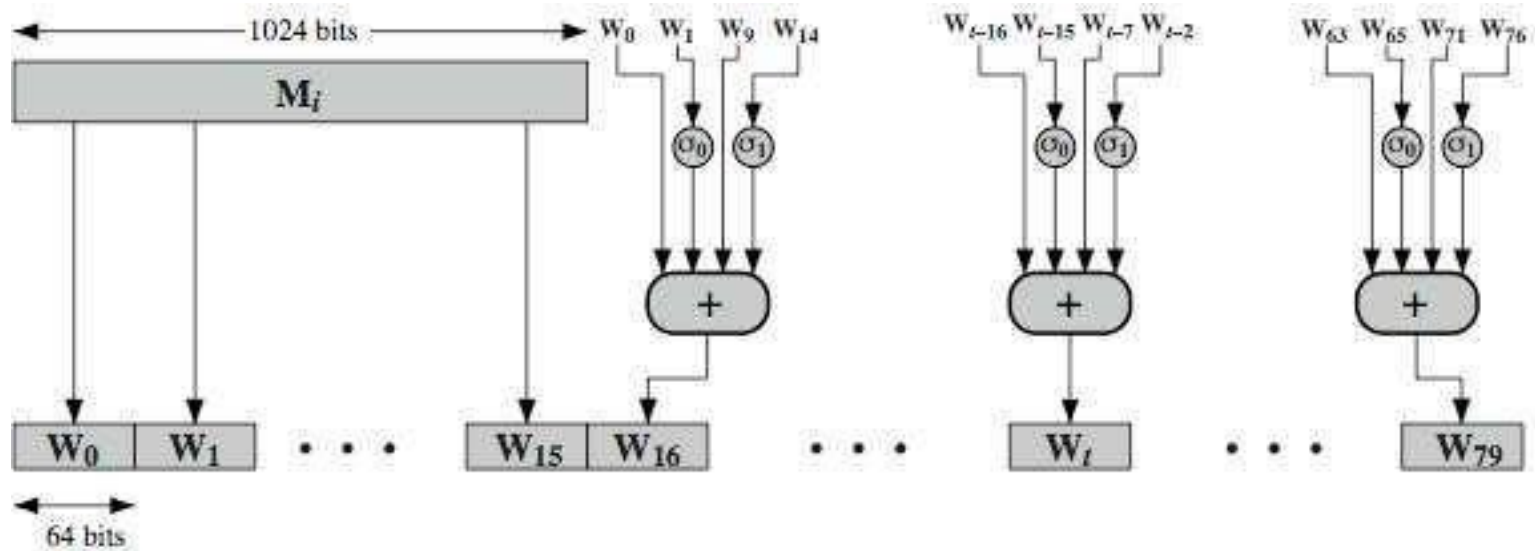 1024 bits W₀ W₁ W₉ W₁₄ Wₜ₋₁₆ Wₜ₋₁₅ Wₜ₋₇ Wₜ₋₂ W₆₃ W₆₅ W₇₁ W₇₆
Mᵢ
σ₀ σ₁ σ₀ σ₁ σ₀ σ₁
+ + +
W₀ W₁ • • • W₁₅ W₁₆ • • • Wₜ • • • W₇₉
64 bits